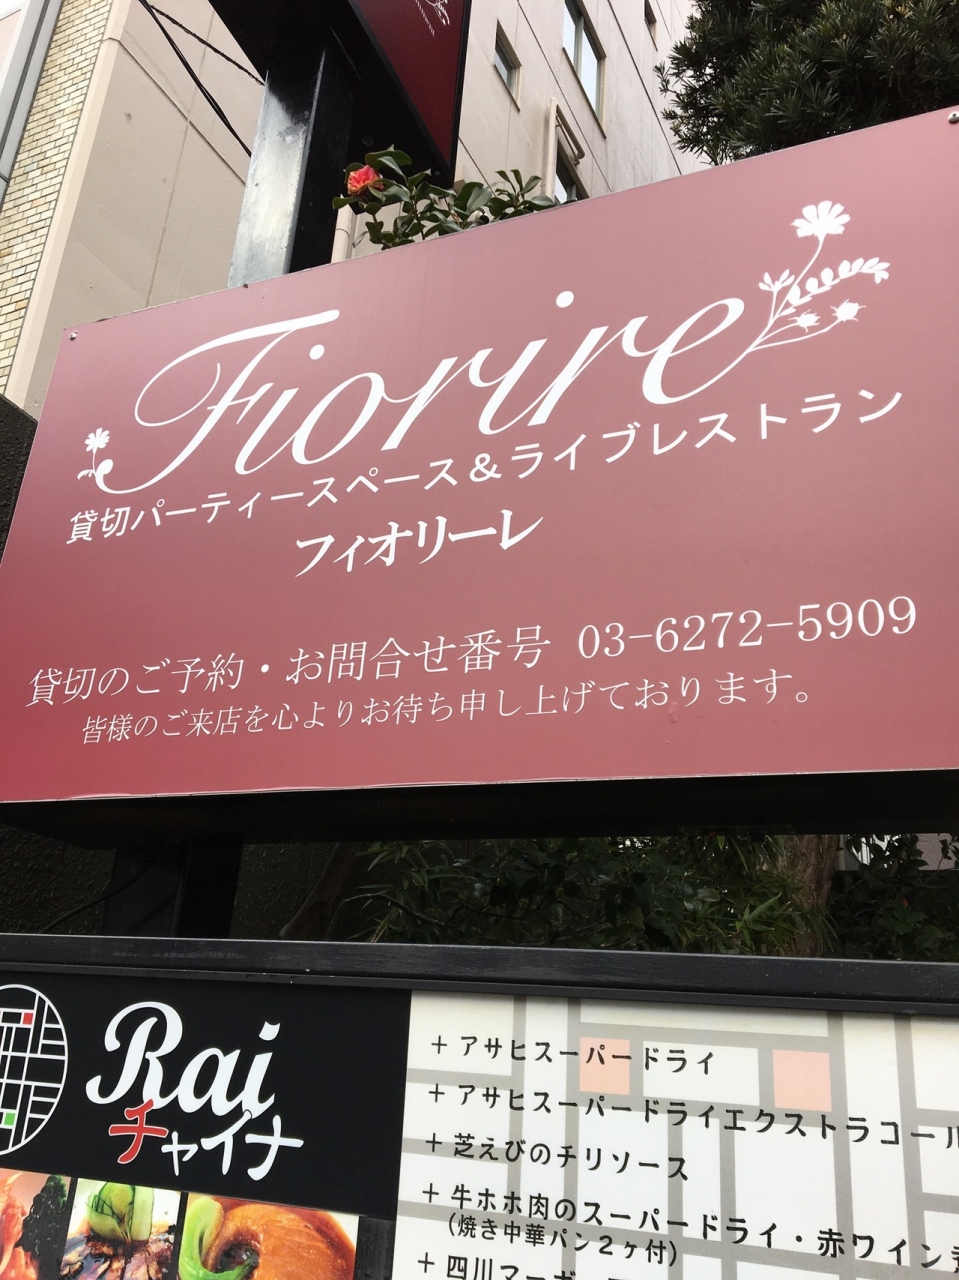 Fiorire
貸切パーティースペース&ライブレストラン
フィオリーレ
貸切のご予約・お問合せ番号 03-6272-5909
皆様のご来店を心よりお待ち申し上げております。
Rai
チャイナ
+ アサヒスーパードライ
+ アサヒスーパードライエクストラコール
+ 芝えびのチリソース
+ 牛ホホ肉のスーパードライ・赤ワイン
(焼き中華パン2ヶ付)
+ 四川マー